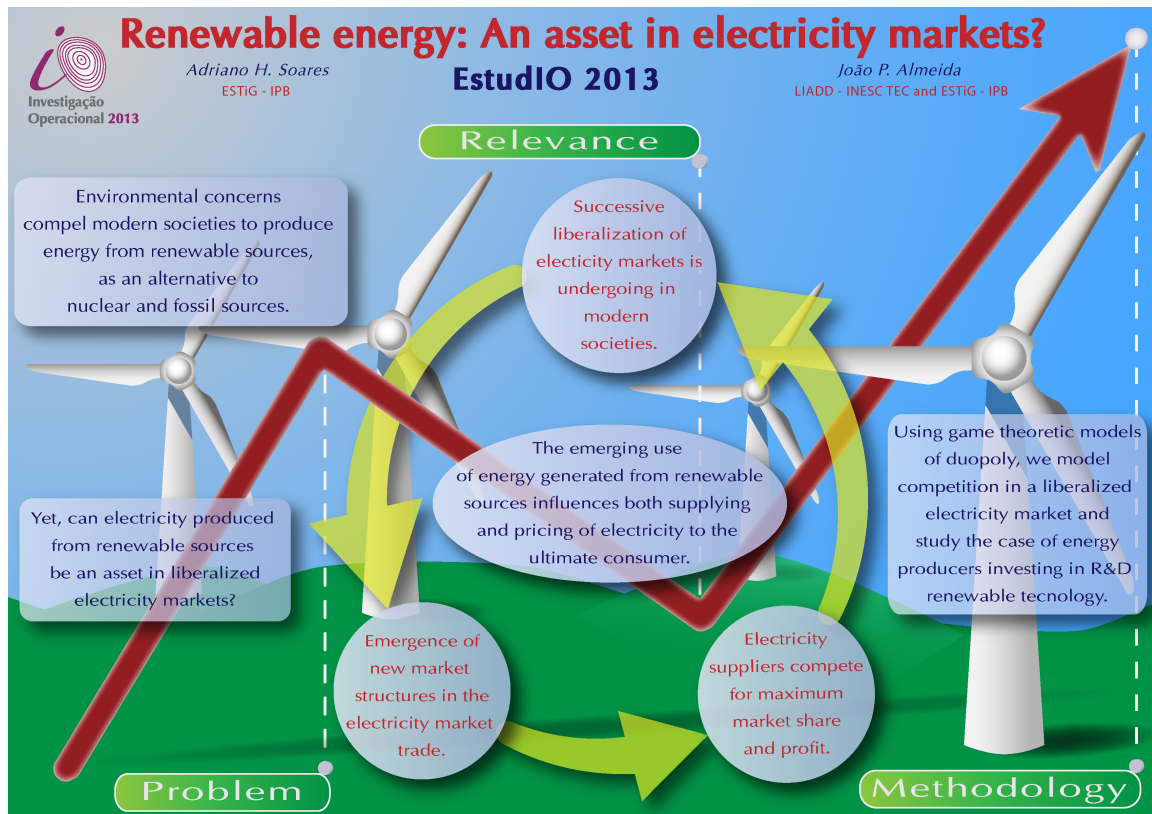 Renewable energy: An asset in electricity markets?
Adriano H. Soares
ESTiG - IPB
EstudIO 2013
João P. Almeida
LIADD - INESC TEC and ESTiG - IPB
io
Investigação
Operacional 2013
Relevance
Environmental concerns
compel modern societies to produce
energy from renewable sources,
as an alternative to
nuclear and fossil sources.
Successive
liberalization of
electicity markets is
undergoing in
modern
societies.
The emerging use
of energy generated from renewable
sources influences both supplying
and pricing of electricity to the
ultimate consumer.
Using game theoretic models
of duopoly, we model
competition in a liberalized
electricity market and
study the case of energy
producers investing in R&D
renewable tecnology.
Yet, can electricity produced
from renewable sources
be an asset in liberalized
electricity markets?
Emergence of
new market
structures in the
electricity market
trade.
Electricity
suppliers compete
for maximum
market share
and profit.
Problem
Methodology